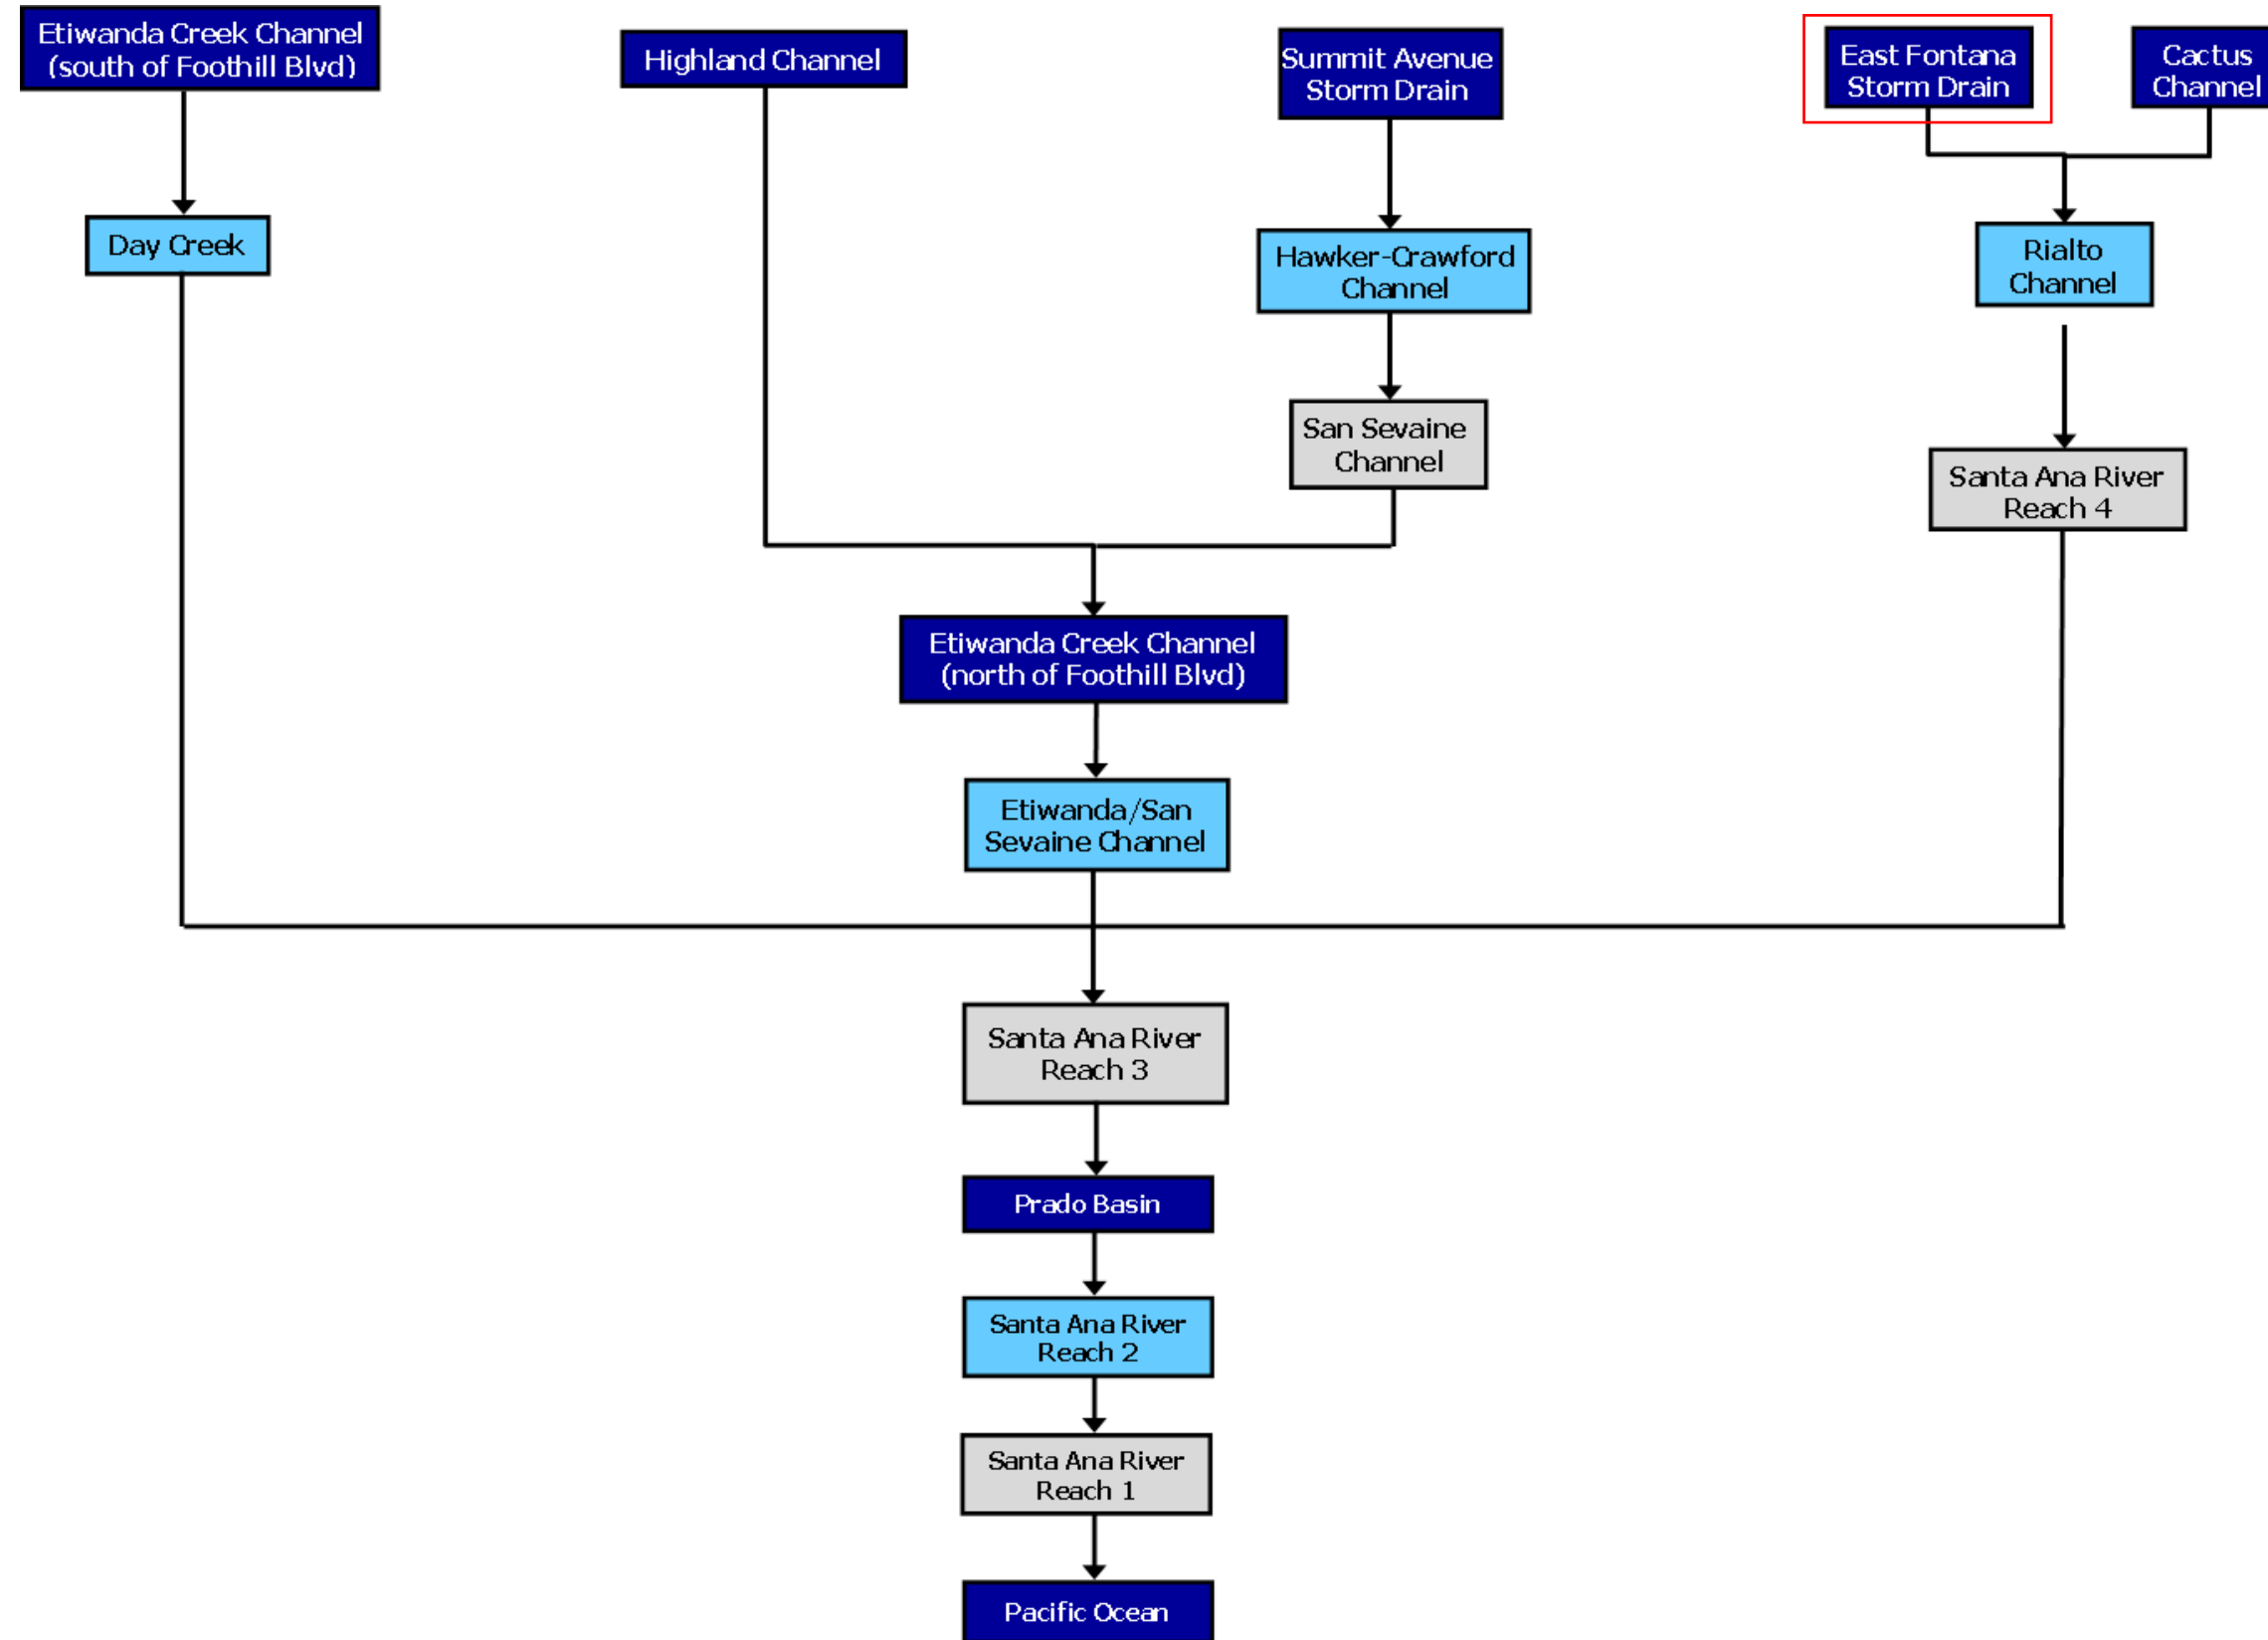 Etiwanda Creek Channel
(south of Foothill Blvd)
Highland Channel
Summit Avenue
Storm Drain
East Fontana
Storm Drain
Cactus
Channel
Day Creek
Hawker-Crawford
Channel
Rialto
Channel
San Sevaine
Channel
Santa Ana River
Reach 4
Etiwanda Creek Channel
(north of Foothill Blvd)
Etiwanda/San
Sevaine Channel
Santa Ana River
Reach 3
Prado Basin
Santa Ana River
Reach 2
Santa Ana River
Reach 1
Pacific Ocean